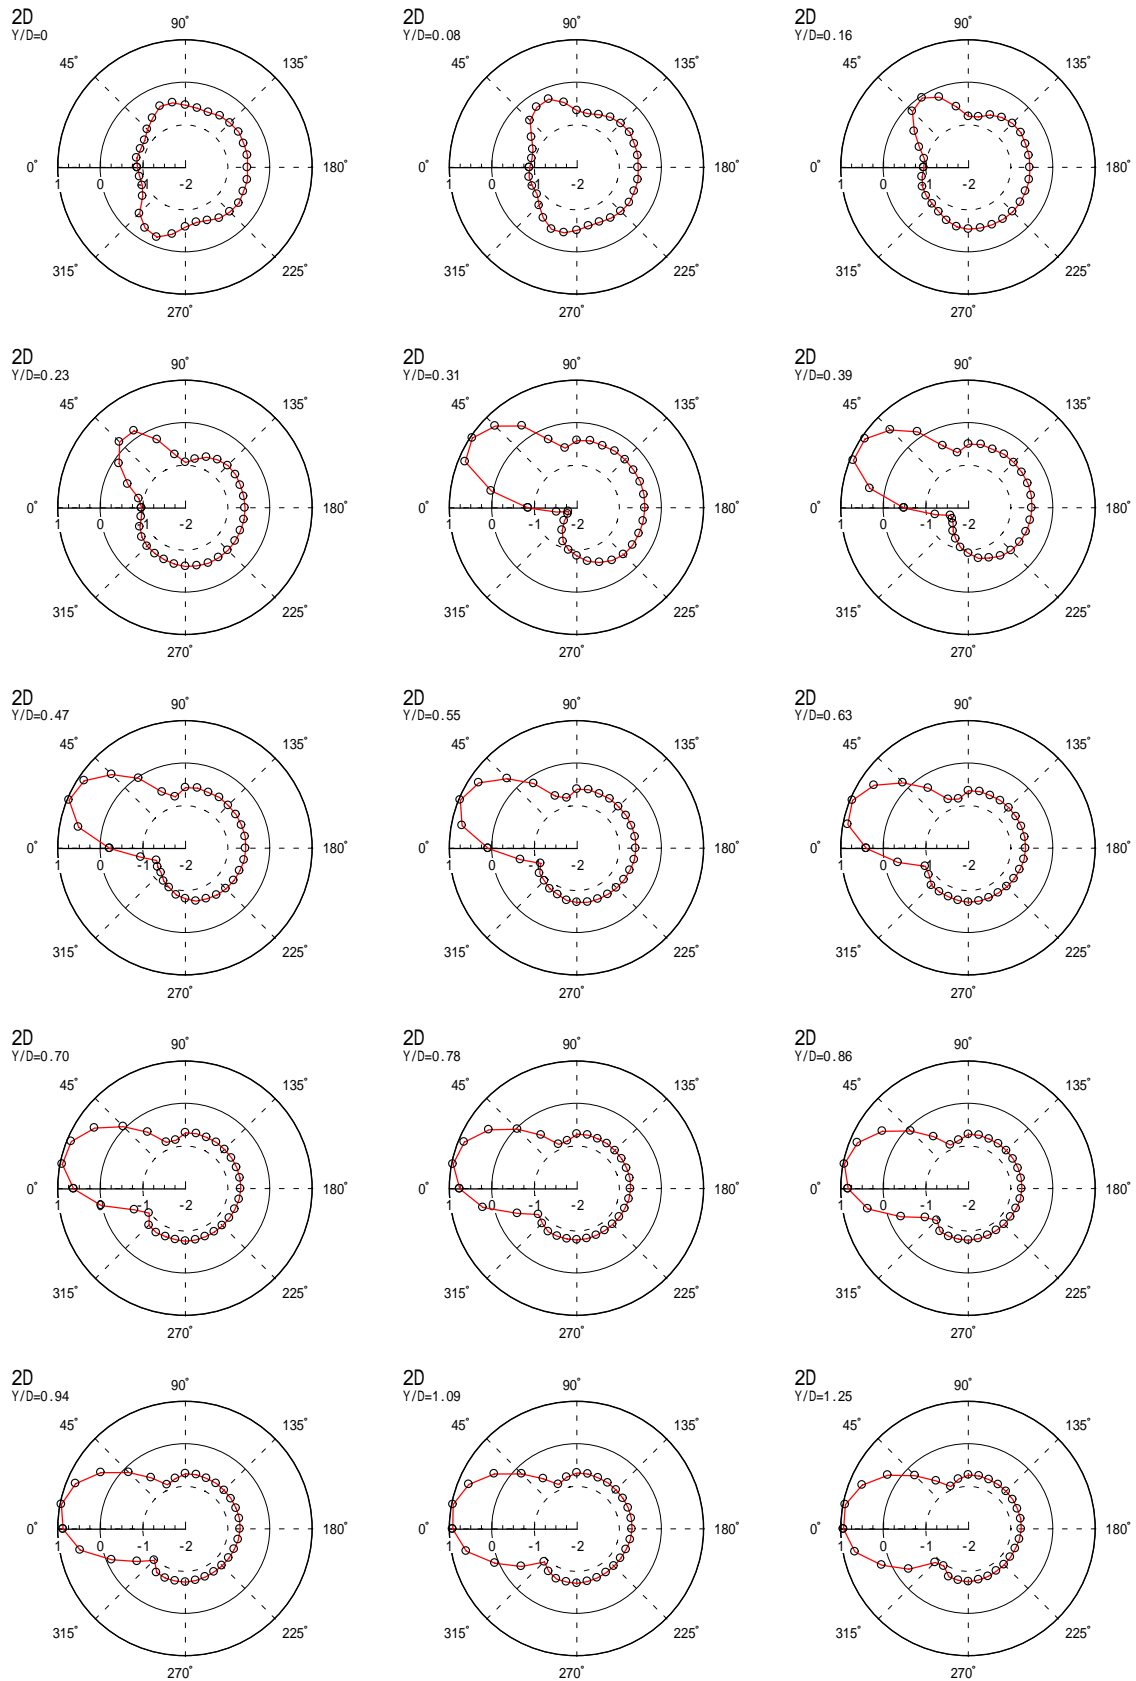 2D
Y/D=0
90°
45° 135°
0° 180°
1 0 -1 -2
315° 225°
270°
2D
Y/D=0.08
90°
45° 135°
0° 180°
1 0 -1 -2
315° 225°
270°
2D
Y/D=0.16
90°
45° 135°
0° 180°
1 0 -1 -2
315° 225°
270°
2D
Y/D=0.23
90°
45° 135°
0° 180°
1 0 -1 -2
315° 225°
270°
2D
Y/D=0.31
90°
45° 135°
0° 180°
1 0 -1 -2
315° 225°
270°
2D
Y/D=0.39
90°
45° 135°
0° 180°
1 0 -1 -2
315° 225°
270°
2D
Y/D=0.47
90°
45° 135°
0° 180°
1 0 -1 -2
315° 225°
270°
2D
Y/D=0.55
90°
45° 135°
0° 180°
1 0 -1 -2
315° 225°
270°
2D
Y/D=0.63
90°
45° 135°
0° 180°
1 0 -1 -2
315° 225°
270°
2D
Y/D=0.70
90°
45° 135°
0° 180°
1 0 -1 -2
315° 225°
270°
2D
Y/D=0.78
90°
45° 135°
0° 180°
1 0 -1 -2
315° 225°
270°
2D
Y/D=0.86
90°
45° 135°
0° 180°
1 0 -1 -2
315° 225°
270°
2D
Y/D=0.94
90°
45° 135°
0° 180°
1 0 -1 -2
315° 225°
270°
2D
Y/D=1.09
90°
45° 135°
0° 180°
1 0 -1 -2
315° 225°
270°
2D
Y/D=1.25
90°
45° 135°
0° 180°
1 0 -1 -2
315° 225°
270°